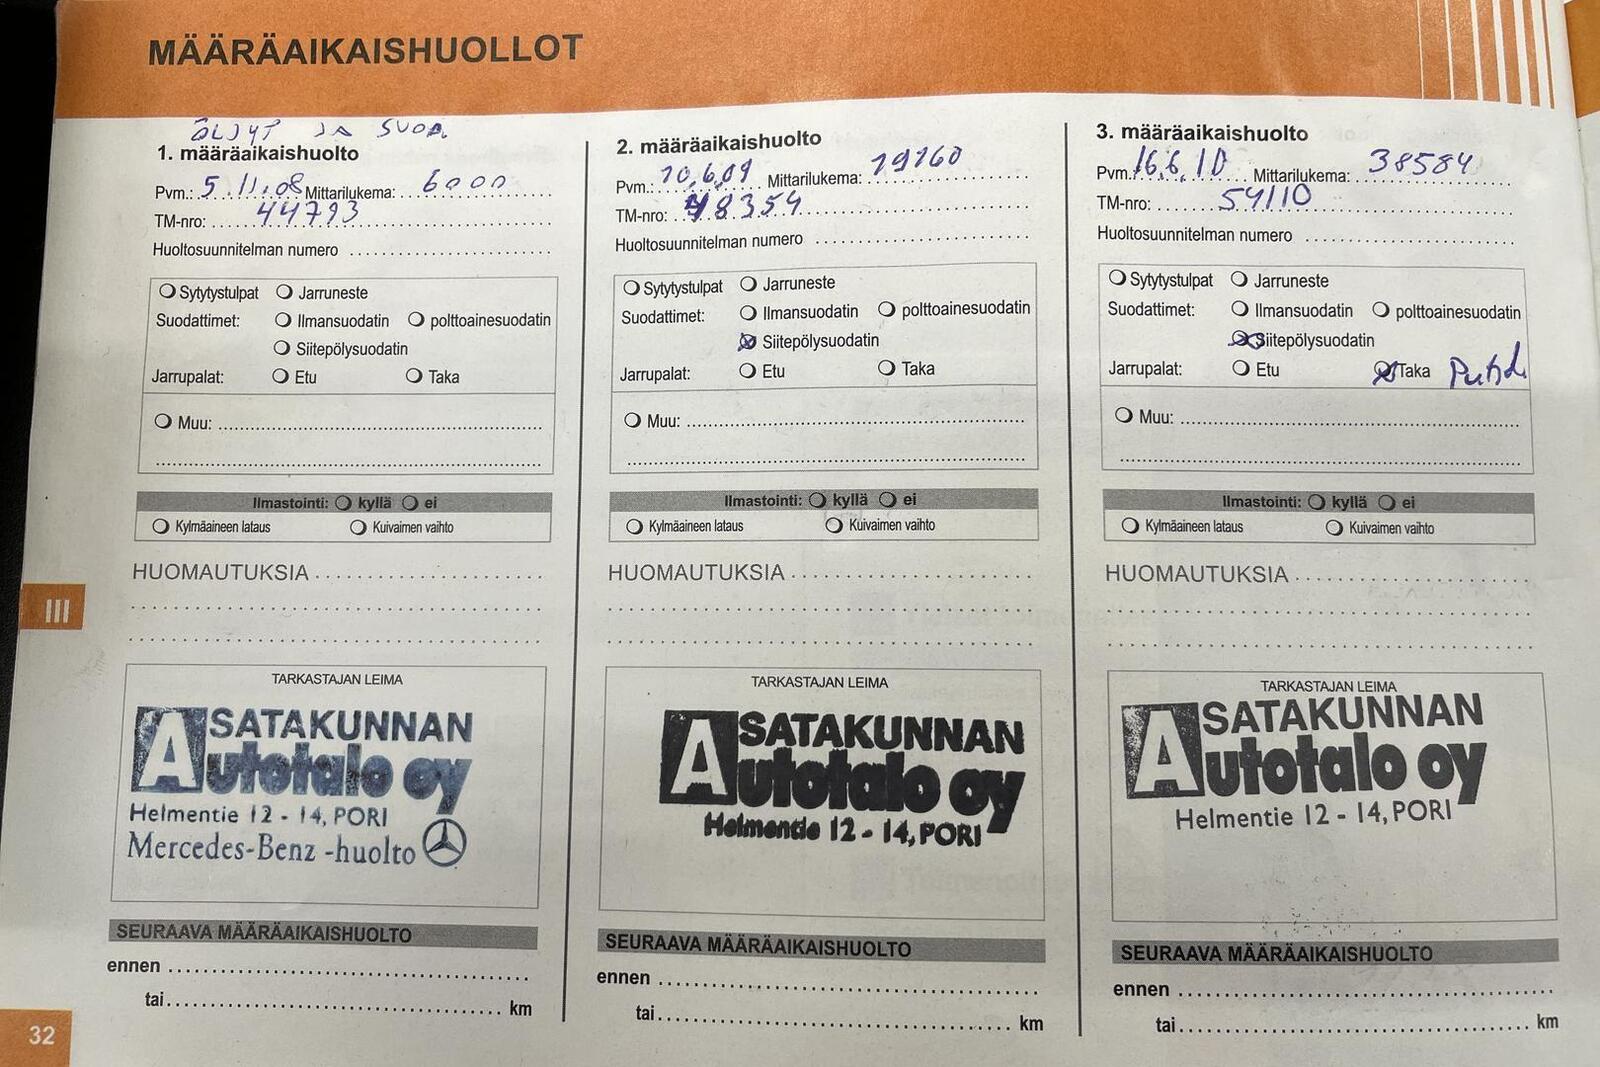 MÄÄRÄAIKAISHUOLLOT
ÖLJYT JA SUOD.
1. määräaikaishuolto
Pvm.: 5.11.08 Mittarilukema: 6000
TM-nro: 44793
Huoltosuunnitelman numero
Sytytystulpat Jarruneste
Suodattimet: Ilmansuodatin polttoainesuodatin
Siitepölysuodatin
Jarrupalat: Etu Taka
Muu:
Ilmastointi: kyllä ei
Kylmäaineen lataus Kuivaimen vaihto
HUOMAUTUKSIA
TARKASTAJAN LEIMA
SATAKUNNAN
Autotalo oy
Helmentie 12 - 14, PORI
Mercedes-Benz -huolto
SEURAAVA MÄÄRÄAIKAISHUOLTO
ennen
tai km
2. määräaikaishuolto
Pvm.: 10.6.09 Mittarilukema: 19160
TM-nro: 48354
Huoltosuunnitelman numero
Sytytystulpat Jarruneste
Suodattimet: Ilmansuodatin polttoainesuodatin
Siitepölysuodatin
Jarrupalat: Etu Taka
Muu:
Ilmastointi: kyllä ei
Kylmäaineen lataus Kuivaimen vaihto
HUOMAUTUKSIA
TARKASTAJAN LEIMA
SATAKUNNAN
Autotalo oy
Helmentie 12 - 14, PORI
SEURAAVA MÄÄRÄAIKAISHUOLTO
ennen
tai km
3. määräaikaishuolto
Pvm.: 16.6.10 Mittarilukema: 38584
TM-nro: 54110
Huoltosuunnitelman numero
Sytytystulpat Jarruneste
Suodattimet: Ilmansuodatin polttoainesuodatin
Siitepölysuodatin
Jarrupalat: Etu Taka
Muu:
Ilmastointi: kyllä ei
Kylmäaineen lataus Kuivaimen vaihto
HUOMAUTUKSIA
TARKASTAJAN LEIMA
SATAKUNNAN
Autotalo oy
Helmentie 12 - 14, PORI
SEURAAVA MÄÄRÄAIKAISHUOLTO
ennen
tai km
III
32